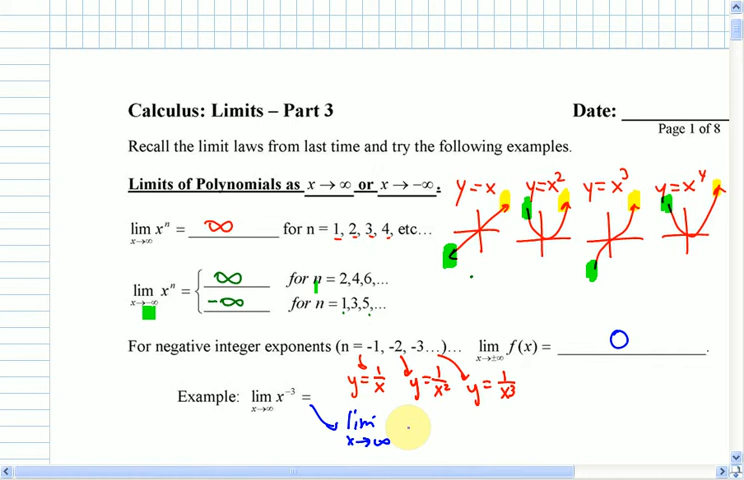 Calculus: Limits – Part 3 Date: ____________
Page 1 of 8
Recall the limit laws from last time and try the following examples.
Limits of Polynomials as x → ∞ or x → -∞.
y=x y=x² y=x³ y=x⁴
lim x→∞ xⁿ = ∞ for n = 1, 2, 3, 4, etc…
lim x→-∞ xⁿ = { ∞ for n = 2,4,6,...
-∞ for n = 1,3,5,...
For negative integer exponents (n = -1, -2, -3…)… lim x→±∞ f(x) = 0.
y=1/x y=1/x² y=1/x³
Example: lim x→∞ x⁻³ =
lim x→∞